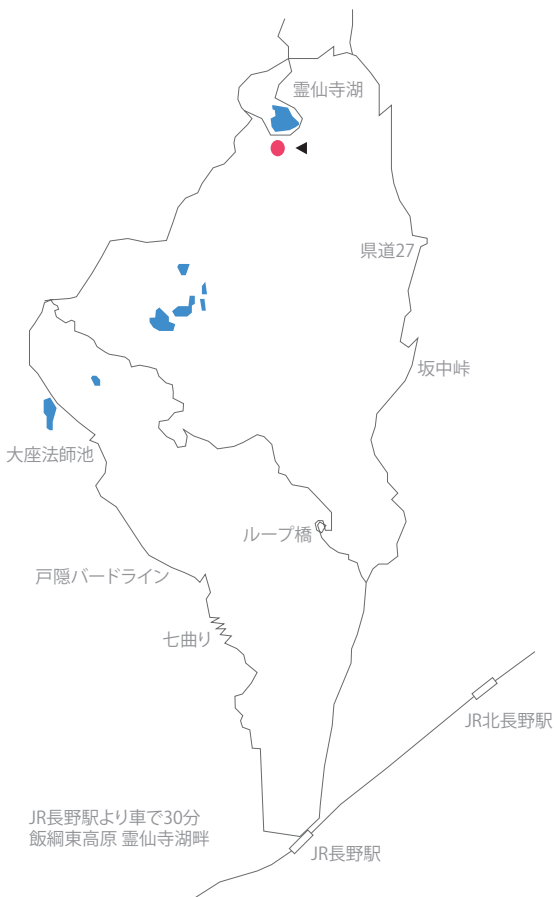 霊仙寺湖
県道27
坂中峠
大座法師池
ループ橋
戸隠バードライン
七曲り
JR北長野駅
JR長野駅より車で30分
飯綱東高原 霊仙寺湖畔
JR長野駅